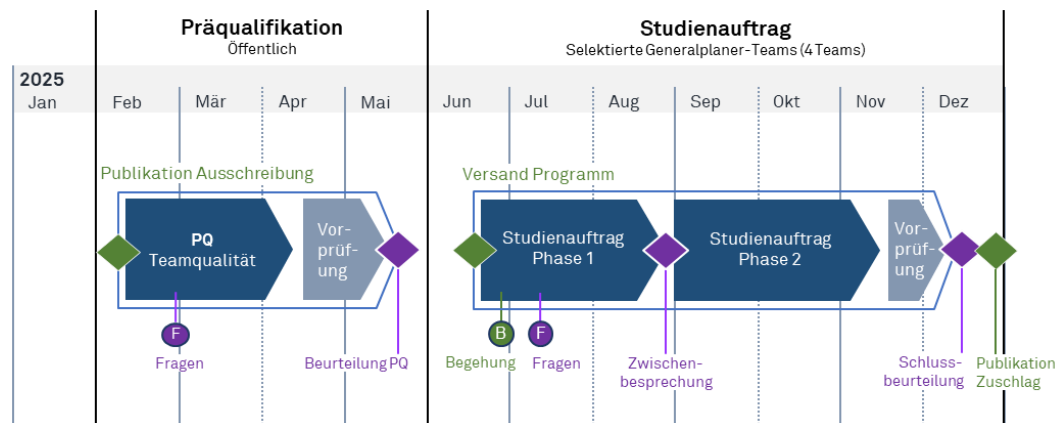 Präqualifikation
Öffentlich
Studienauftrag
Selektierte Generalplaner-Teams (4 Teams)
2025
Jan
Feb
Mär
Apr
Mai
Jun
Jul
Aug
Sep
Okt
Nov
Dez
Publikation Ausschreibung
Versand Programm
PQ
Teamqualität
Vor-
prüf-
ung
Studienauftrag
Phase 1
Studienauftrag
Phase 2
Vor-
prüf-
ung
F
Fragen
Beurteilung PQ
B
Begehung
F
Fragen
Zwischen-
besprechung
Schluss-
beurteilung
Publikation
Zuschlag